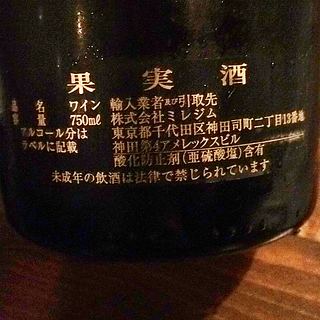 果実酒
品名 ワイン 輸入業者及び引取先
容量 750mℓ 株式会社ミレジム
アルコール分は 東京都千代田区神田司町二丁目13番地
ラベルに記載 神田第4アメレックスビル
酸化防止剤(亜硫酸塩)含有
未成年の飲酒は法律で禁じられています